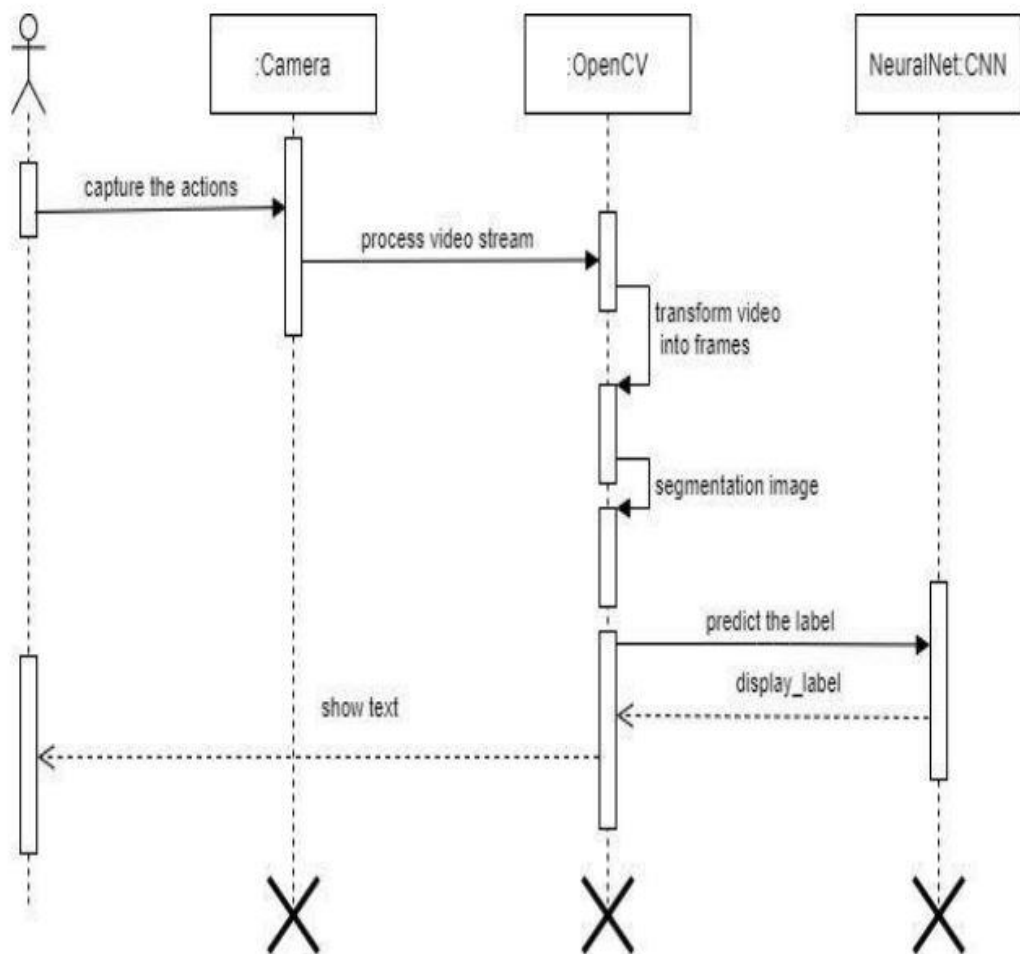 :Camera
:OpenCV
NeuralNet:CNN
capture the actions
process video stream
transform video
into frames
segmentation image
predict the label
display_label
show text